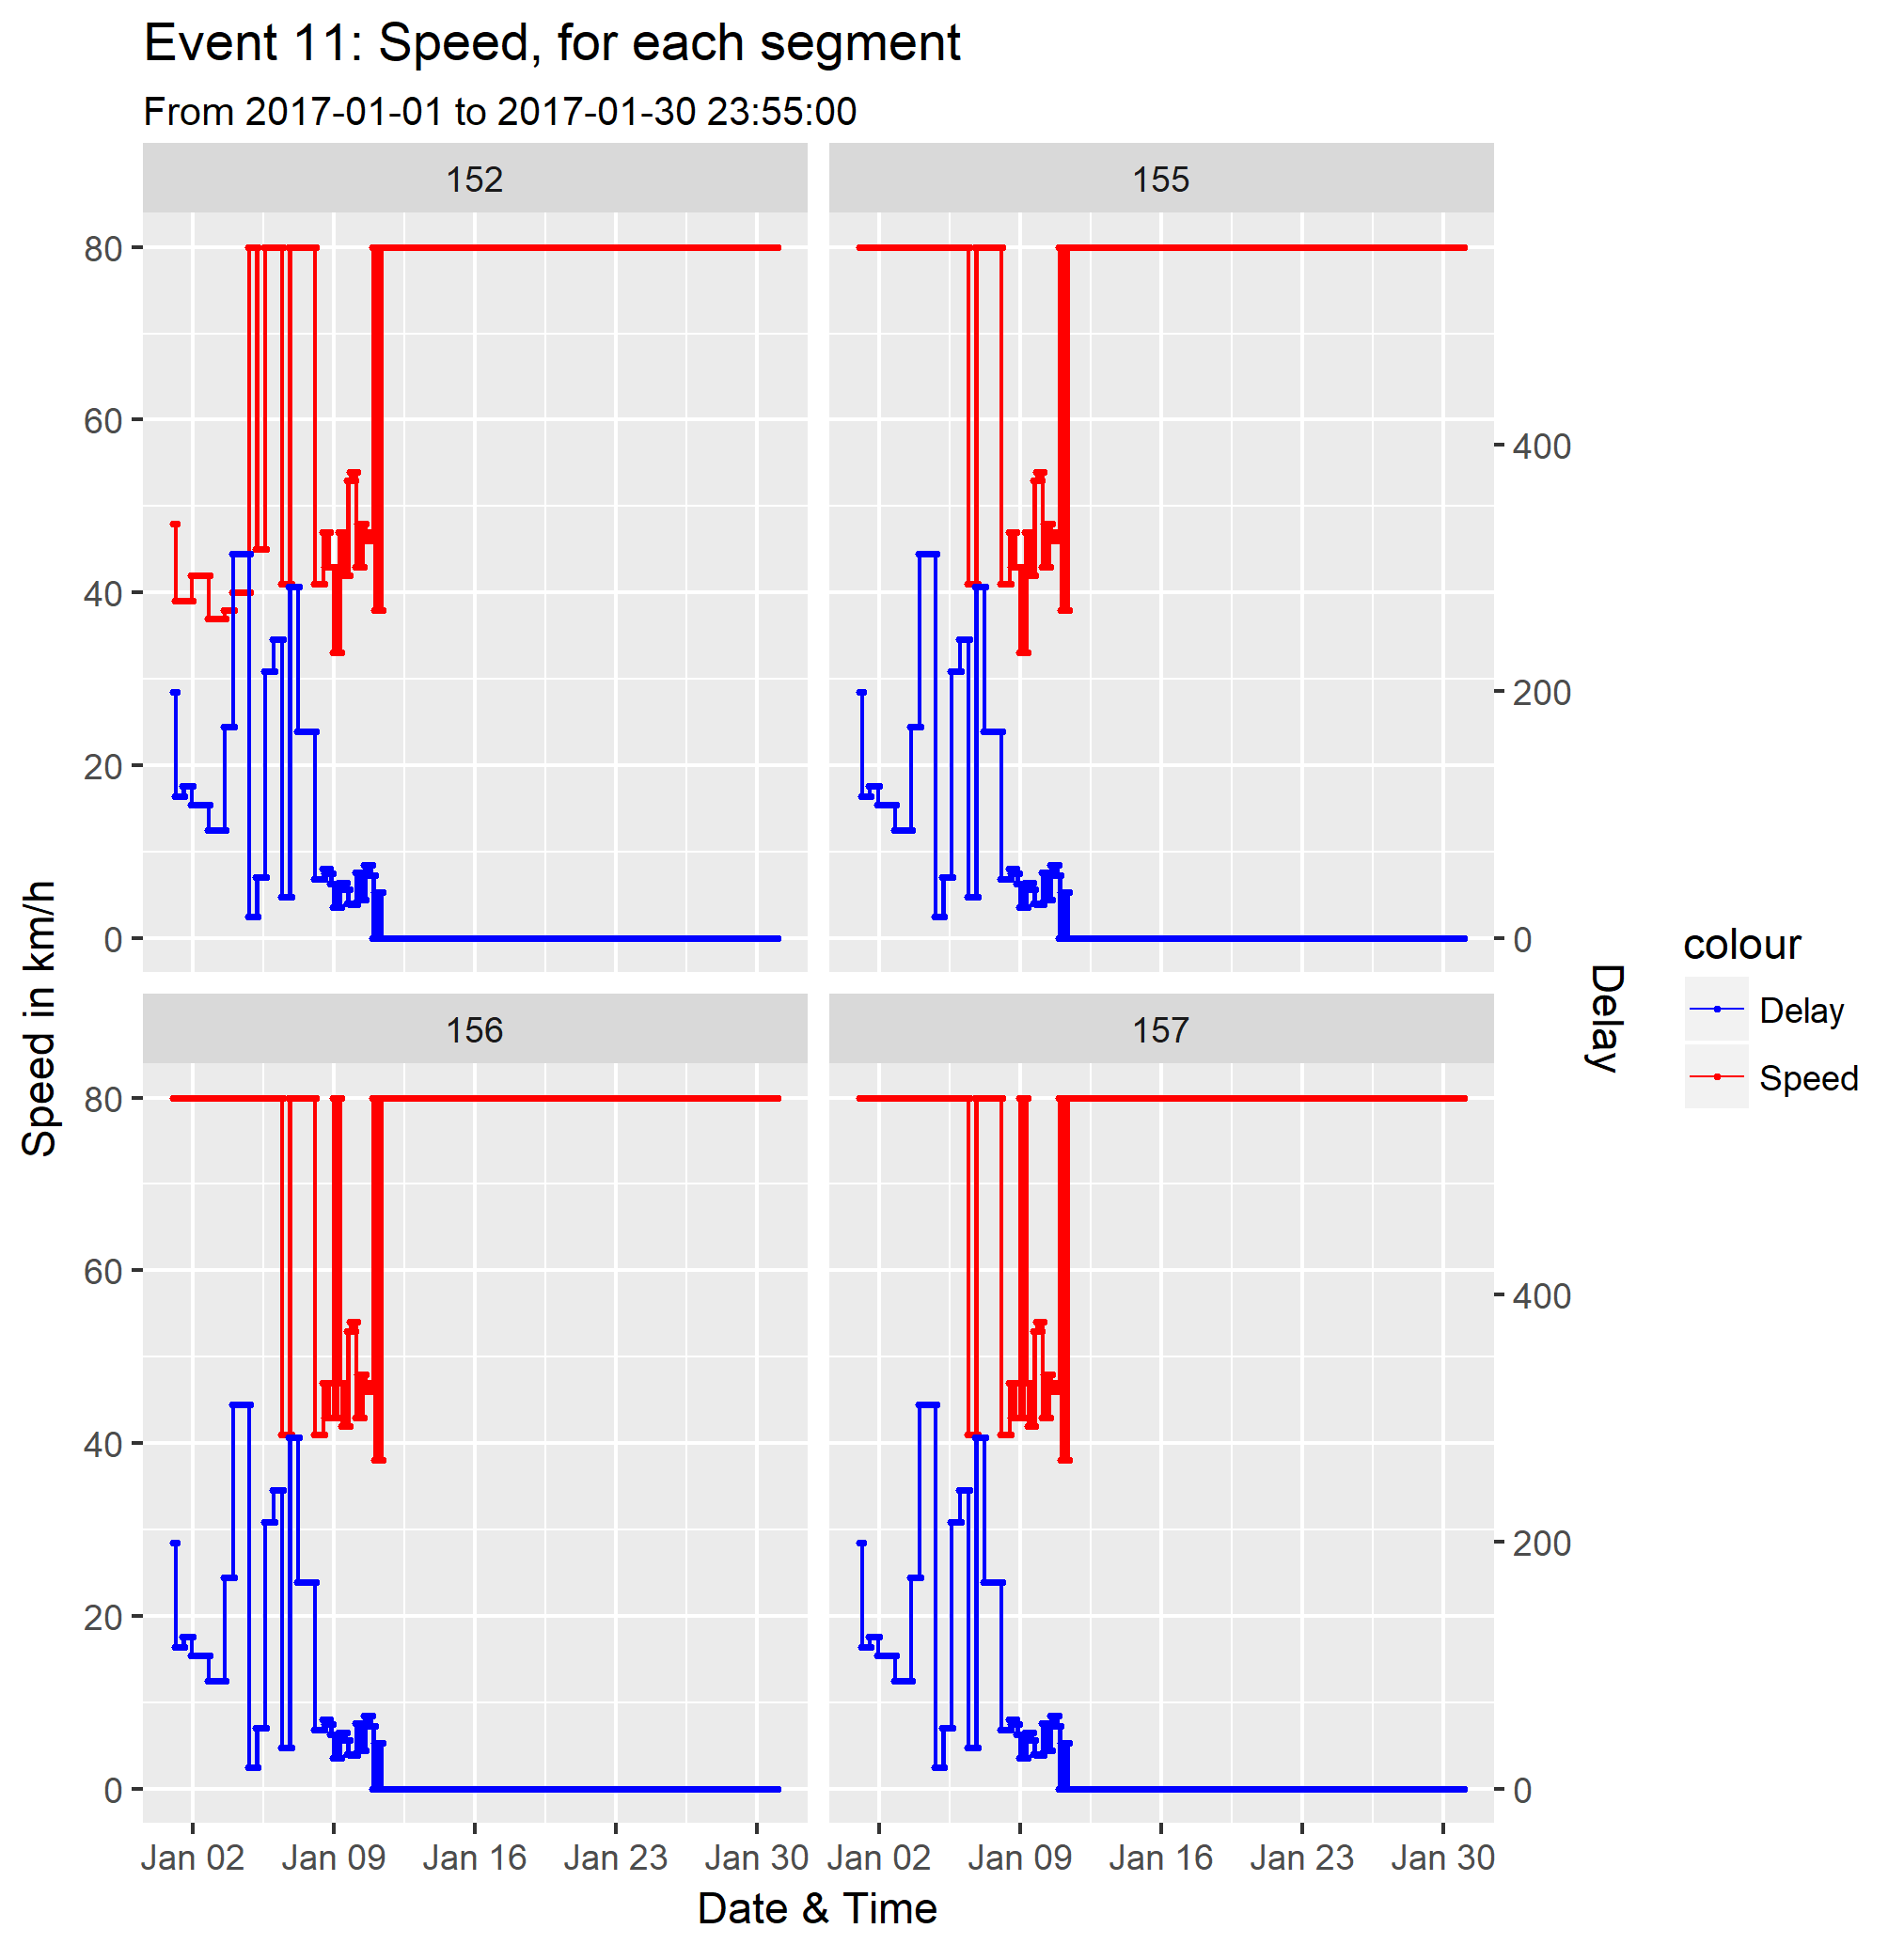 Event 11: Speed, for each segment
From 2017-01-01 to 2017-01-30 23:55:00
152
155
80
60
40
20
0
400
200
0
156
157
80
60
40
20
0
400
200
0
Jan 02 Jan 09 Jan 16 Jan 23 Jan 30
Jan 02 Jan 09 Jan 16 Jan 23 Jan 30
Date & Time
Speed in km/h
Delay
colour
Delay
Speed